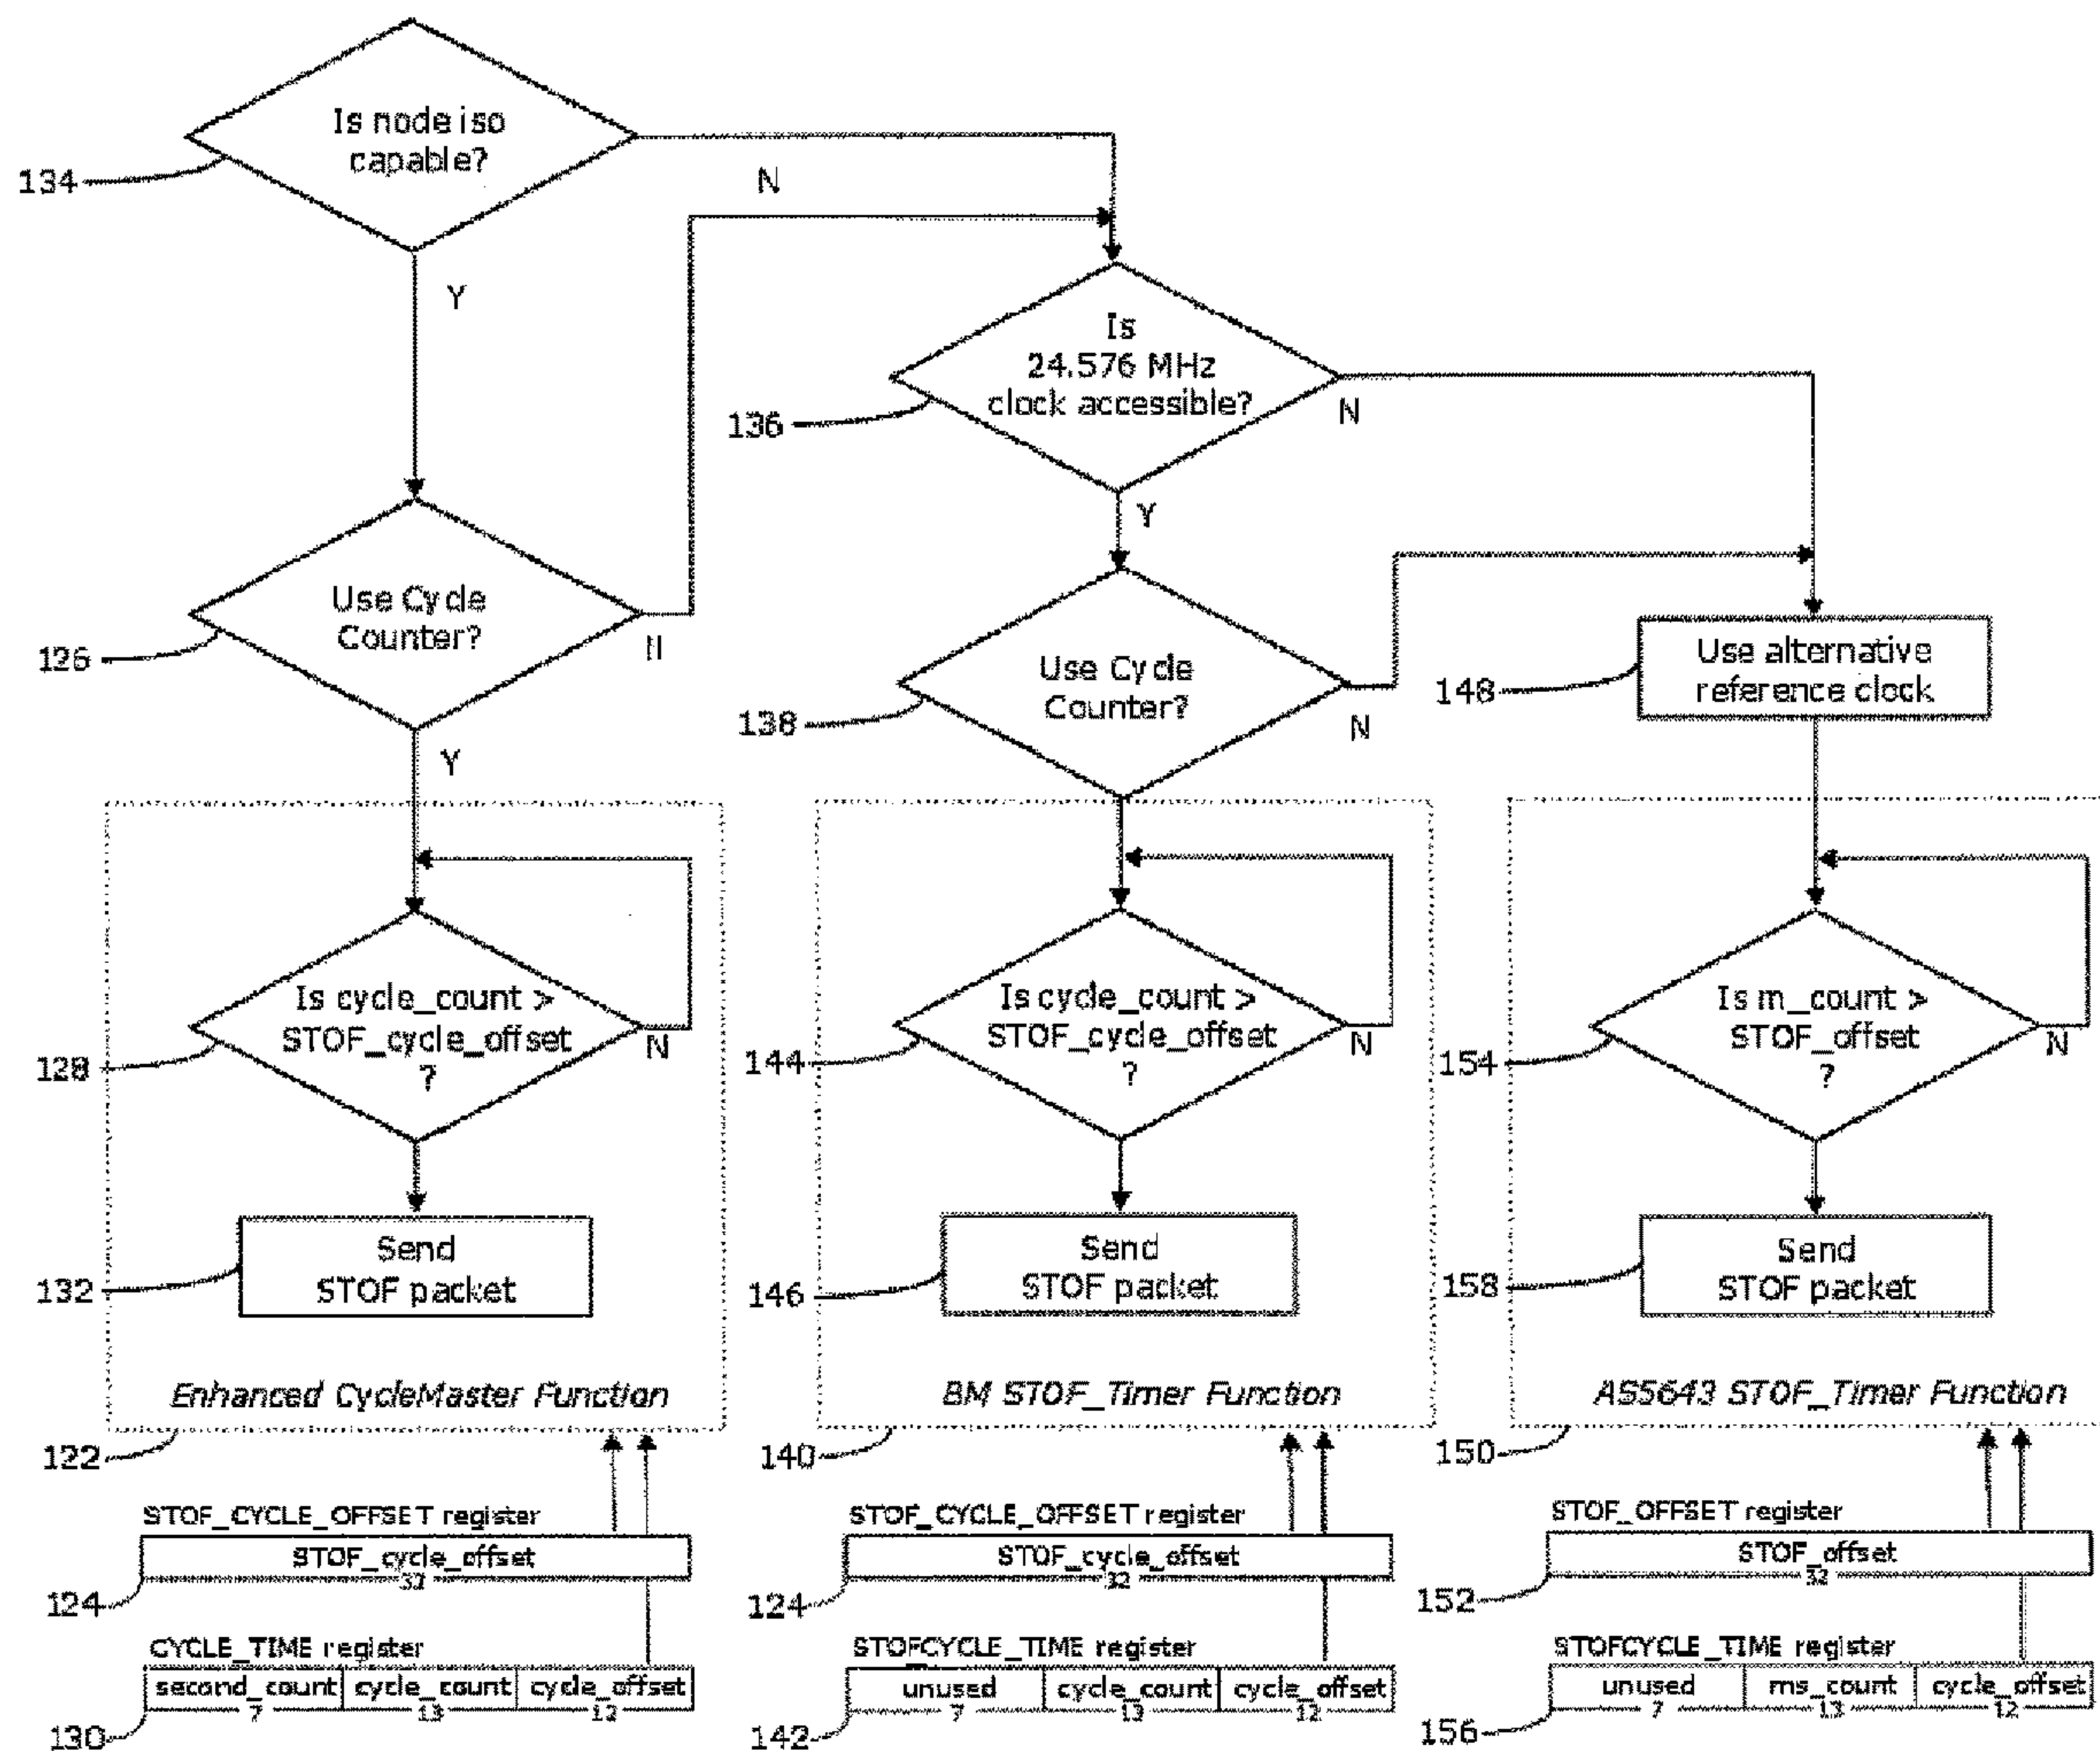 Is node iso
capable?
134
N
Y
Is
24.576 MHz
clock accessible?
136
N
Y
Use Cycle
Counter?
126
N
Use Cycle
Counter?
138
N
Use alternative
reference clock
148
Y
Is cycle_count >
STOF_cycle_offset
?
N
128
Is cycle_count >
STOF_cycle_offset
?
N
144
Is m_count >
STOF_offset
?
N
154
Send
STOF packet
132
Send
STOF packet
146
Send
STOF packet
158
Enhanced CycleMaster Function
BM STOF_Timer Function
AS5643 STOF_Timer Function
122
140
150
STOF_CYCLE_OFFSET register
STOF_cycle_offset
32
124
STOF_CYCLE_OFFSET register
STOF_cycle_offset
32
124
STOF_OFFSET register
STOF_offset
32
152
CYCLE_TIME register
second_count cycle_count cycle_offset
7 13 12
130
STOFCYCLE_TIME register
unused cycle_count cycle_offset
7 13 12
142
STOFCYCLE_TIME register
unused ms_count cycle_offset
7 13 12
156